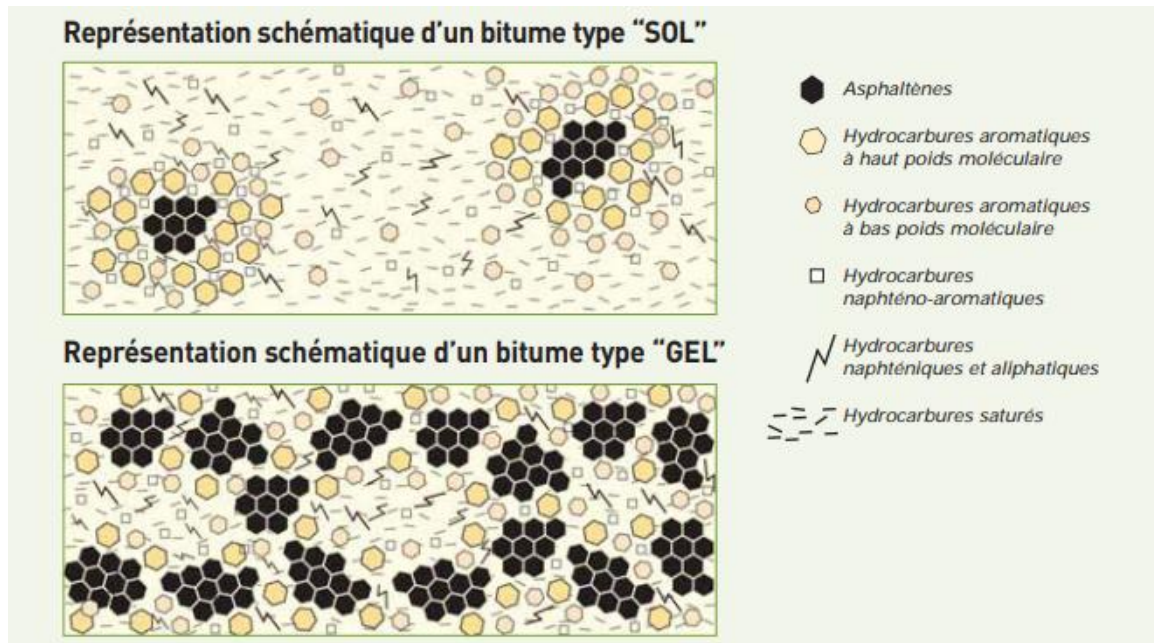 Représentation schématique d'un bitume type “SOL”
Asphaltènes
Hydrocarbures aromatiques
à haut poids moléculaire
Hydrocarbures aromatiques
à bas poids moléculaire
Hydrocarbures
naphténo-aromatiques
Hydrocarbures
naphténiques et aliphatiques
Hydrocarbures saturés
Représentation schématique d'un bitume type “GEL”